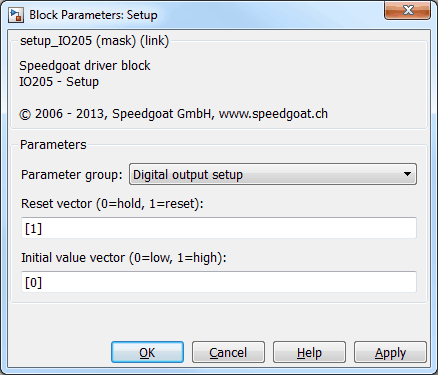 Block Parameters: Setup
setup_IO205 (mask) (link)
Speedgoat driver block
IO205 - Setup
© 2006 - 2013, Speedgoat GmbH, www.speedgoat.ch
Parameters
Parameter group: Digital output setup
Reset vector (0=hold, 1=reset):
[1]
Initial value vector (0=low, 1=high):
[0]
OK Cancel Help Apply